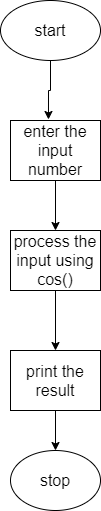 start
enter the
input
number
process the
input using
cos()
print the
result
stop